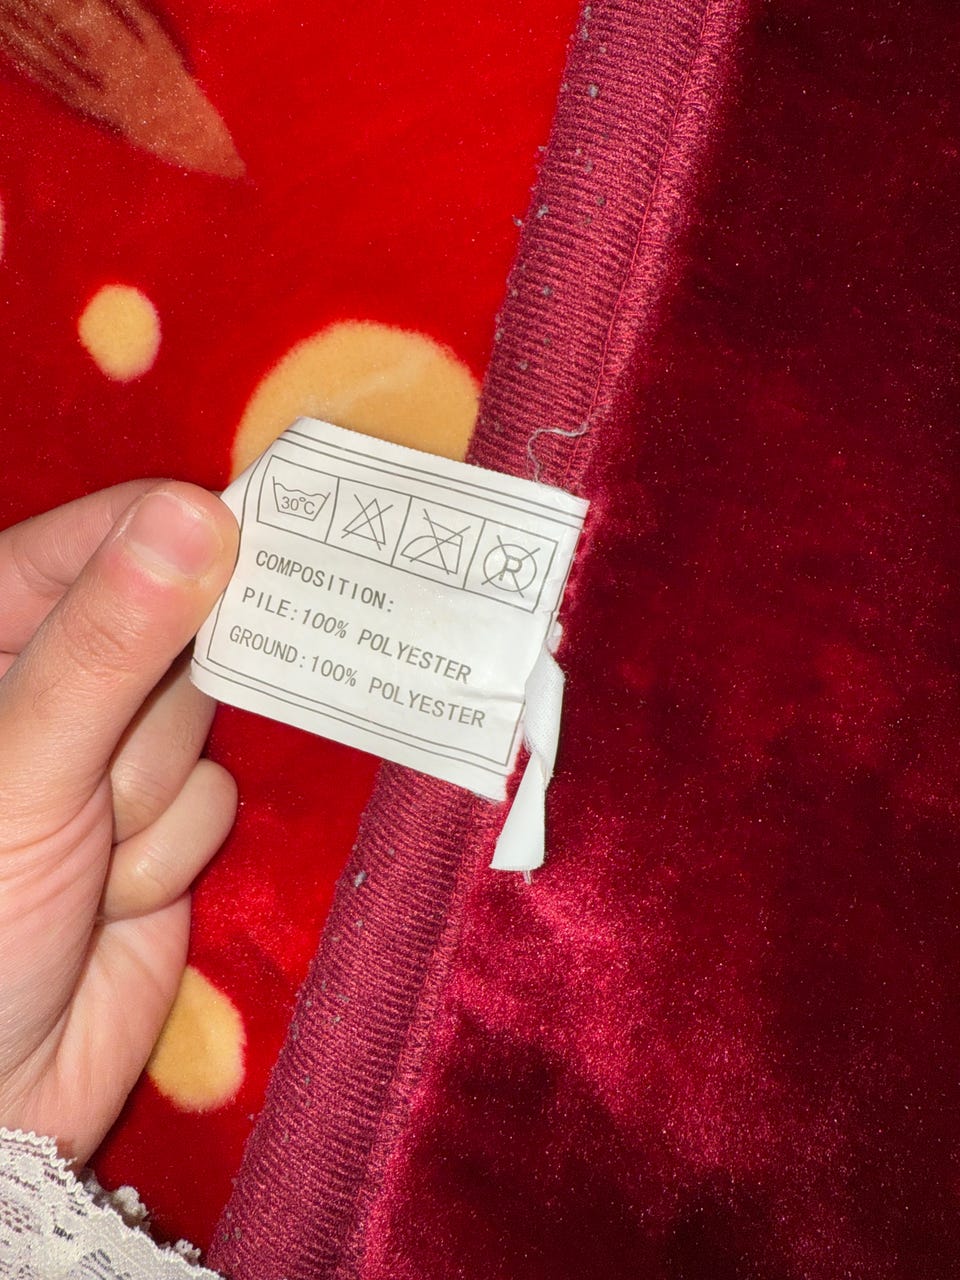 30°C
P
COMPOSITION:
PILE:100% POLYESTER
GROUND:100% POLYESTER